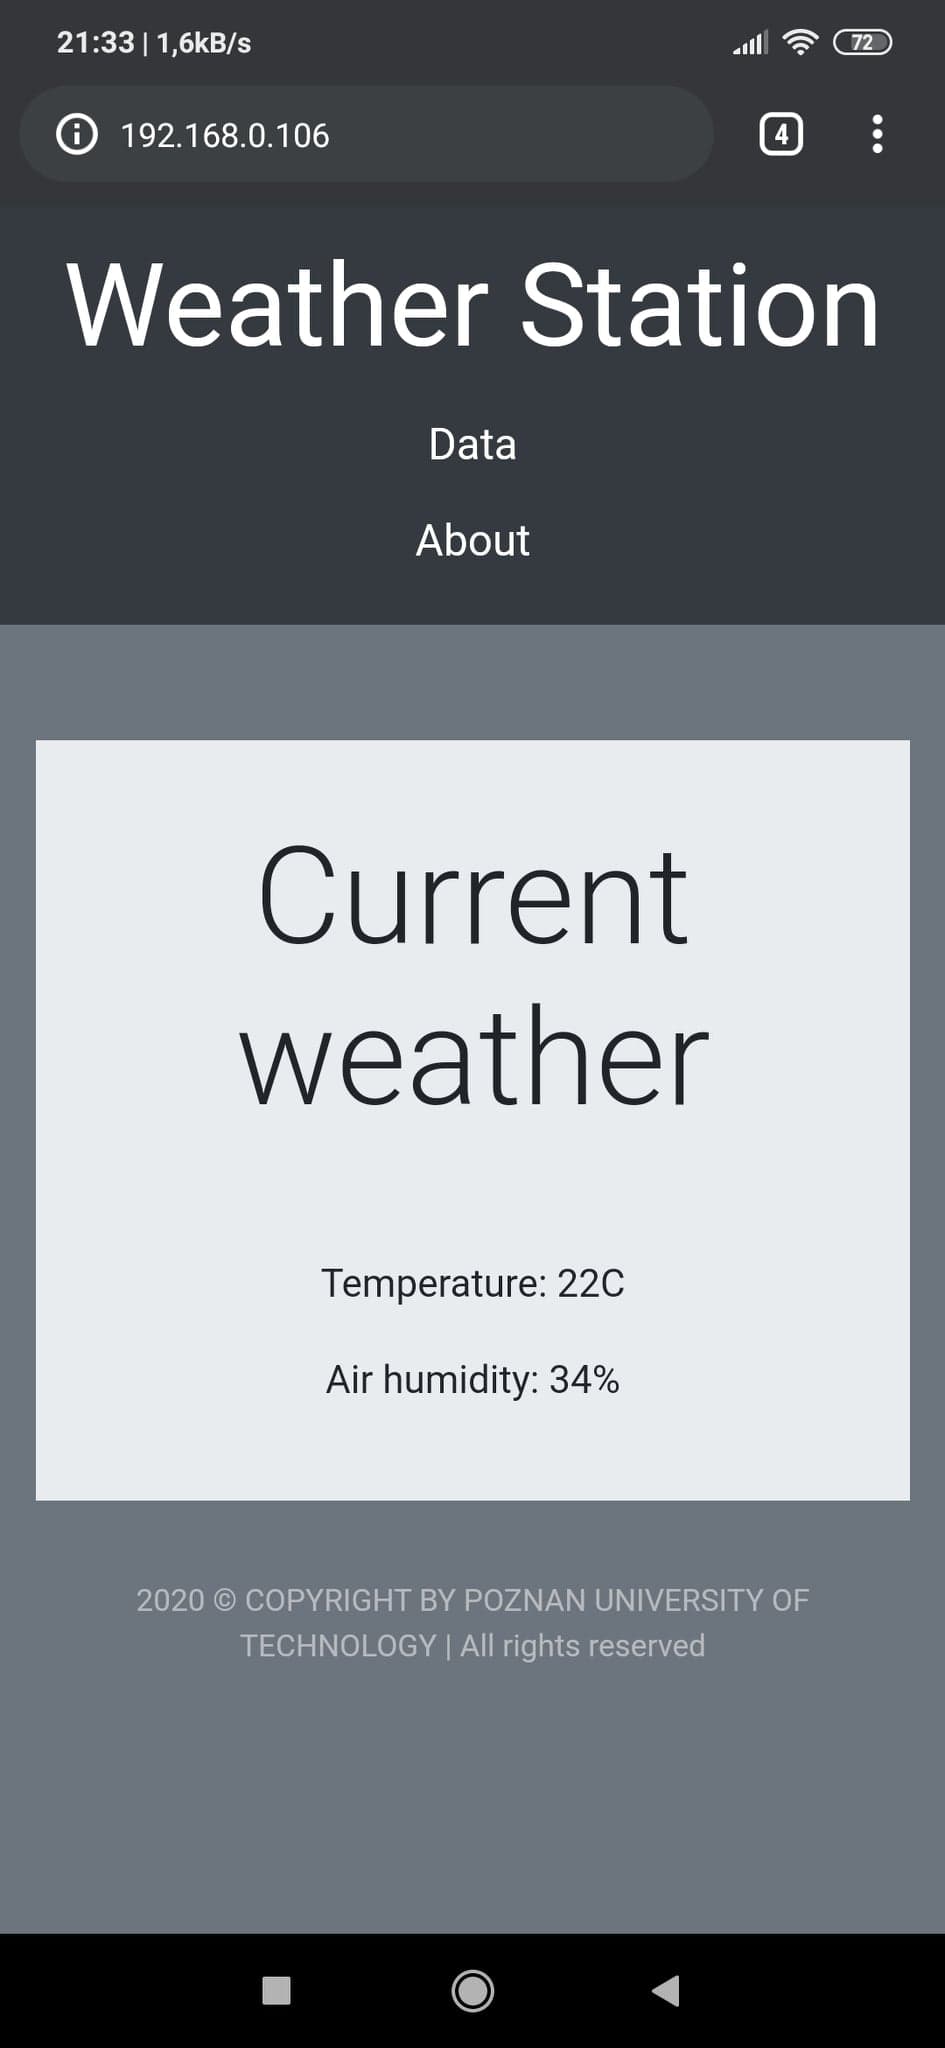 21:33 | 1,6kB/s
72
192.168.0.106
4
Weather Station
Data
About
Current
weather
Temperature: 22C
Air humidity: 34%
2020 © COPYRIGHT BY POZNAN UNIVERSITY OF
TECHNOLOGY | All rights reserved